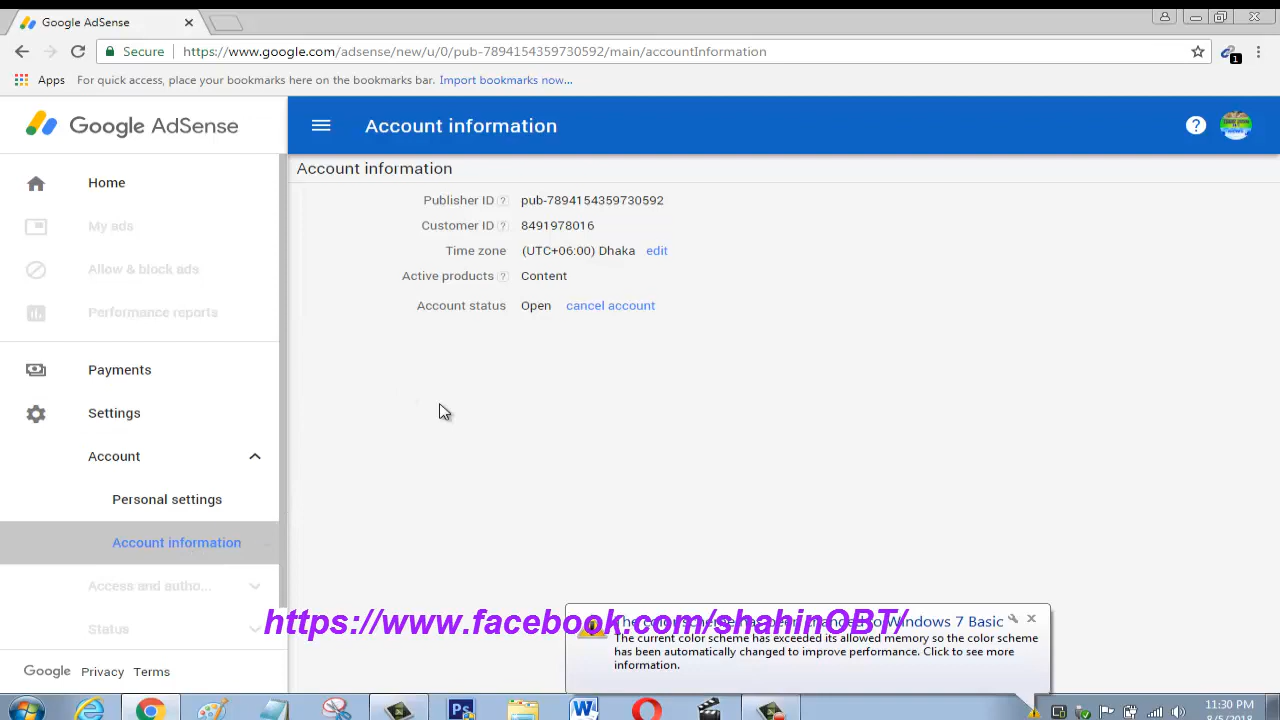 Google AdSense
Secure https://www.google.com/adsense/new/u/0/pub-7894154359730592/main/accountInformation
1
Apps For quick access, place your bookmarks here on the bookmarks bar. Import bookmarks now...
Google AdSense
Account information
?
Home
My ads
Allow & block ads
Performance reports
Payments
Settings
Account
Personal settings
Account information
Access and autho...
Status
Google Privacy Terms
Account information
Publisher ID ? pub-7894154359730592
Customer ID ? 8491978016
Time zone (UTC+06:00) Dhaka edit
Active products ? Content
Account status Open cancel account
https://www.facebook.com/shahinOBT/
Windows 7 Basic
The current color scheme has exceeded its allowed memory so the color scheme
has been automatically changed to improve performance. Click to see more
information.
11:30 PM
8/5/2018